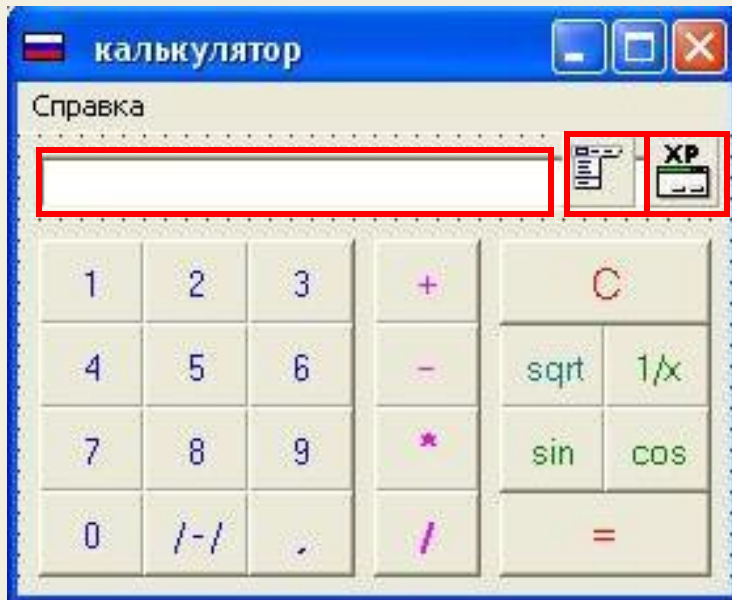 калькулятор
Справка
XP
1 2 3 + C
4 5 6 - sqrt 1/x
7 8 9 * sin cos
0 /-/ , / =